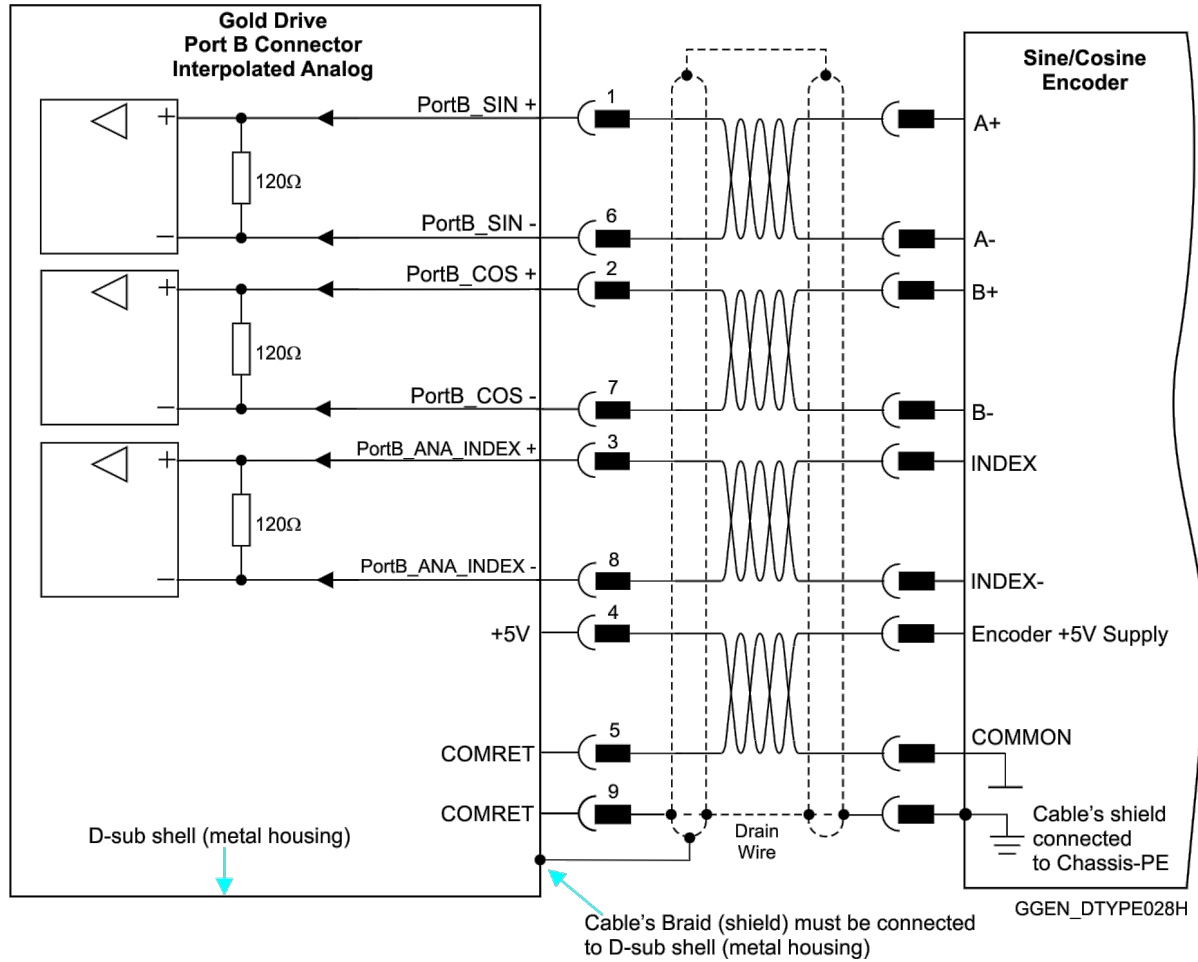 Gold Drive
Port B Connector
Interpolated Analog
Sine/Cosine
Encoder
+
PortB_SIN +
1
A+
120Ω
−
PortB_SIN -
6
A-
+
PortB_COS +
2
B+
120Ω
−
PortB_COS -
7
B-
+
PortB_ANA_INDEX +
3
INDEX
120Ω
−
PortB_ANA_INDEX -
8
INDEX-
+5V
4
Encoder +5V Supply
COMRET
5
COMMON
COMRET
9
Drain
Wire
Cable's shield
connected
to Chassis-PE
D-sub shell (metal housing)
GGEN_DTYPE028H
Cable's Braid (shield) must be connected
to D-sub shell (metal housing)